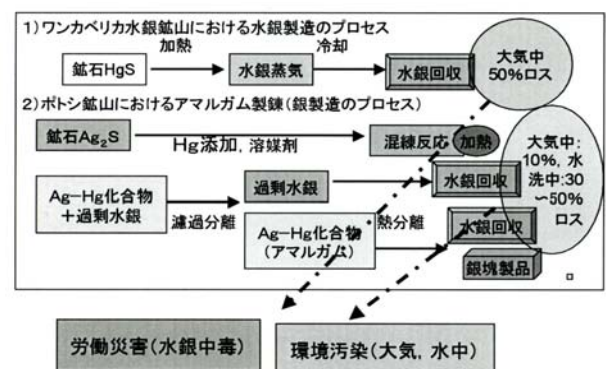 1)ワンカベリカ水銀鉱山における水銀製造のプロセス
加熱
冷却
鉱石HgS
水銀蒸気
水銀回収
大気中
50%ロス
2)ポトシ鉱山におけるアマルガム製錬(銀製造のプロセス)
鉱石Ag₂S
Hg添加, 溶媒剤
混練反応
加熱
大気中:
10%, 水
洗中:30
~50%
ロス
Ag-Hg化合物
+過剰水銀
濾過分離
過剰水銀
水銀回収
Ag-Hg化合物
(アマルガム)
熱分離
水銀回収
銀塊製品
労働災害(水銀中毒)
環境汚染(大気, 水中)